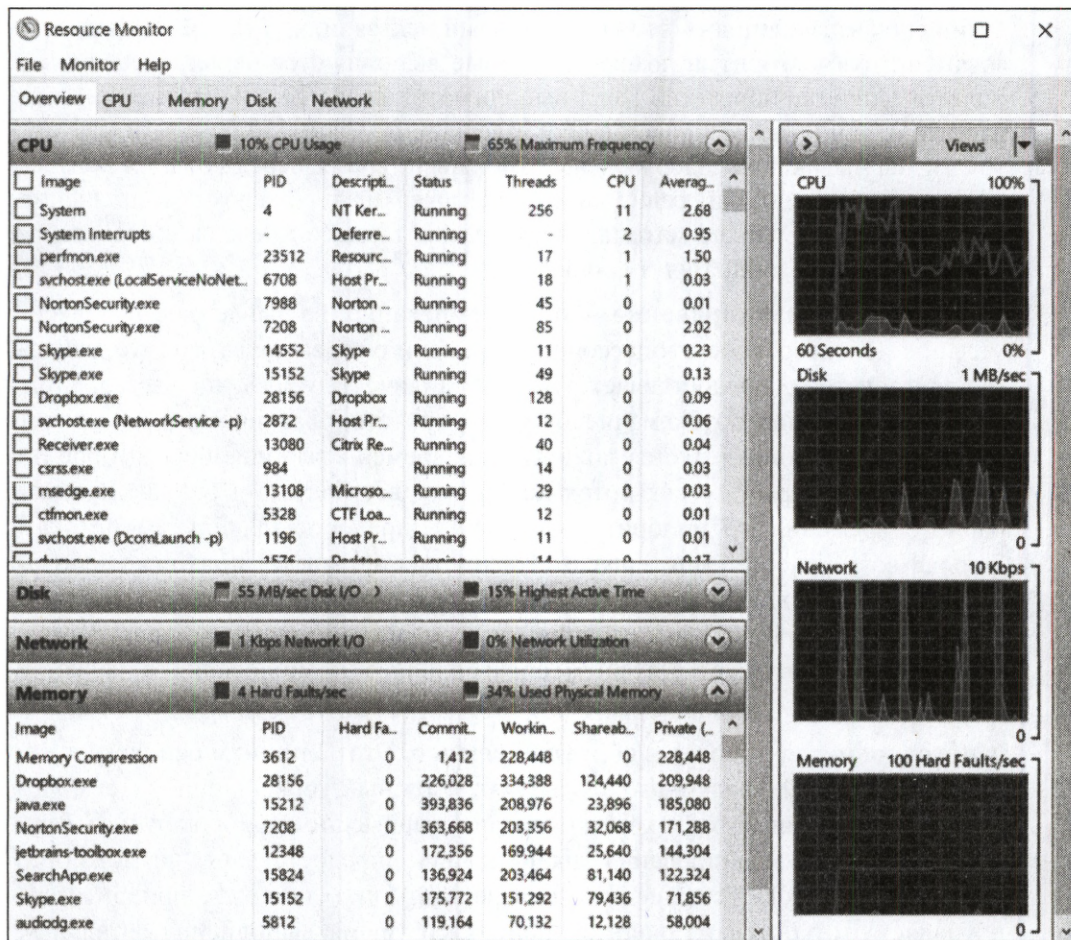 Resource Monitor
File Monitor Help
Overview CPU Memory Disk Network
CPU 10% CPU Usage 65% Maximum Frequency
Image PID Descripti... Status Threads CPU Averag...
System 4 NT Ker... Running 256 11 2.68
System Interrupts Deferre... Running - 2 0.95
perfmon.exe 23512 Resourc... Running 17 1 1.50
svchost.exe (LocalServiceNoNet... 6708 Host Pr... Running 18 1 0.03
NortonSecurity.exe 7988 Norton ... Running 45 0 0.01
NortonSecurity.exe 7208 Norton ... Running 85 0 2.02
Skype.exe 14552 Skype Running 11 0 0.23
Skype.exe 15152 Skype Running 49 0 0.13
Dropbox.exe 28156 Dropbox Running 128 0 0.09
svchost.exe (NetworkService -p) 2872 Host Pr... Running 12 0 0.06
Receiver.exe 13080 Citrix Re... Running 40 0 0.04
csrss.exe 984 Running 14 0 0.03
msedge.exe 13108 Microso... Running 29 0 0.03
ctfmon.exe 5328 CTF Loa... Running 12 0 0.01
svchost.exe (DcomLaunch -p) 1196 Host Pr... Running 11 0 0.01
Disk 55 MB/sec Disk I/O 15% Highest Active Time
Network 1 Kbps Network I/O 0% Network Utilization
Memory 4 Hard Faults/sec 34% Used Physical Memory
Image PID Hard Fa... Commit... Workin... Shareab... Private (...
Memory Compression 3612 0 1,412 228,448 0 228,448
Dropbox.exe 28156 0 226,028 334,388 124,440 209,948
java.exe 15212 0 393,836 208,976 23,896 185,080
NortonSecurity.exe 7208 0 363,668 203,356 32,068 171,288
jetbrains-toolbox.exe 12348 0 172,356 169,944 25,640 144,304
SearchApp.exe 15824 0 136,924 203,464 81,140 122,324
Skype.exe 15152 0 175,772 151,292 79,436 71,856
audiodg.exe 5812 0 119,164 70,132 12,128 58,004
Views
CPU 100%
60 Seconds 0%
Disk 1 MB/sec
0
Network 10 Kbps
0
Memory 100 Hard Faults/sec
0